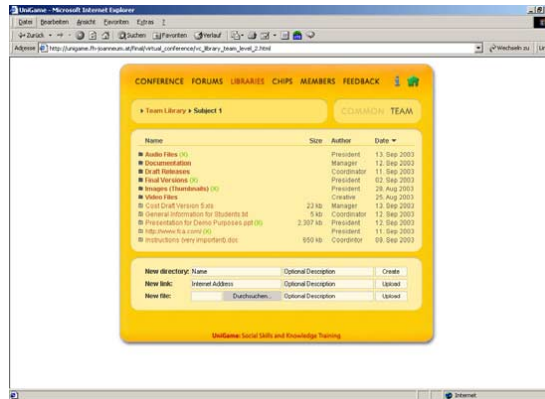 UniGame - Microsoft Internet Explorer
Datei Bearbeiten Ansicht Favoriten Extras ?
Zurück Suchen Favoriten Verlauf
Adresse http://unigame.fh-joanneum.at/final/virtual_conference/vc_library_team_level_2.html Wechseln zu
CONFERENCE FORUMS LIBRARIES CHIPS MEMBERS FEEDBACK
Team Library Subject 1 COMMON TEAM
Name Size Author Date
Audio Files (X) President 13. Sep 2003
Documentation Manager 12. Sep 2003
Draft Releases Coordinator 11. Sep 2003
Final Versions (X) President 02. Sep 2003
Images (Thumbnails) (X) President 28. Aug 2003
Video Files Creative 25. Aug 2003
Cost Draft Version 5.xls 23 kb Manager 13. Sep 2003
General Information for Students.txt 5 kb Coordinator 12. Sep 2003
Presentation for Demo Purposes.ppt (X) 2.307 kb President 12. Sep 2003
http://www.fca.com/ (X) President 11. Sep 2003
Instructions (very important).doc 650 kb Coordintor 09. Sep 2003
New directory: Name Optional Description Create
New link: Internet Address Optional Description Upload
New file: Durchsuchen... Optional Description Upload
UniGame: Social Skills and Knowledge Training
Internet